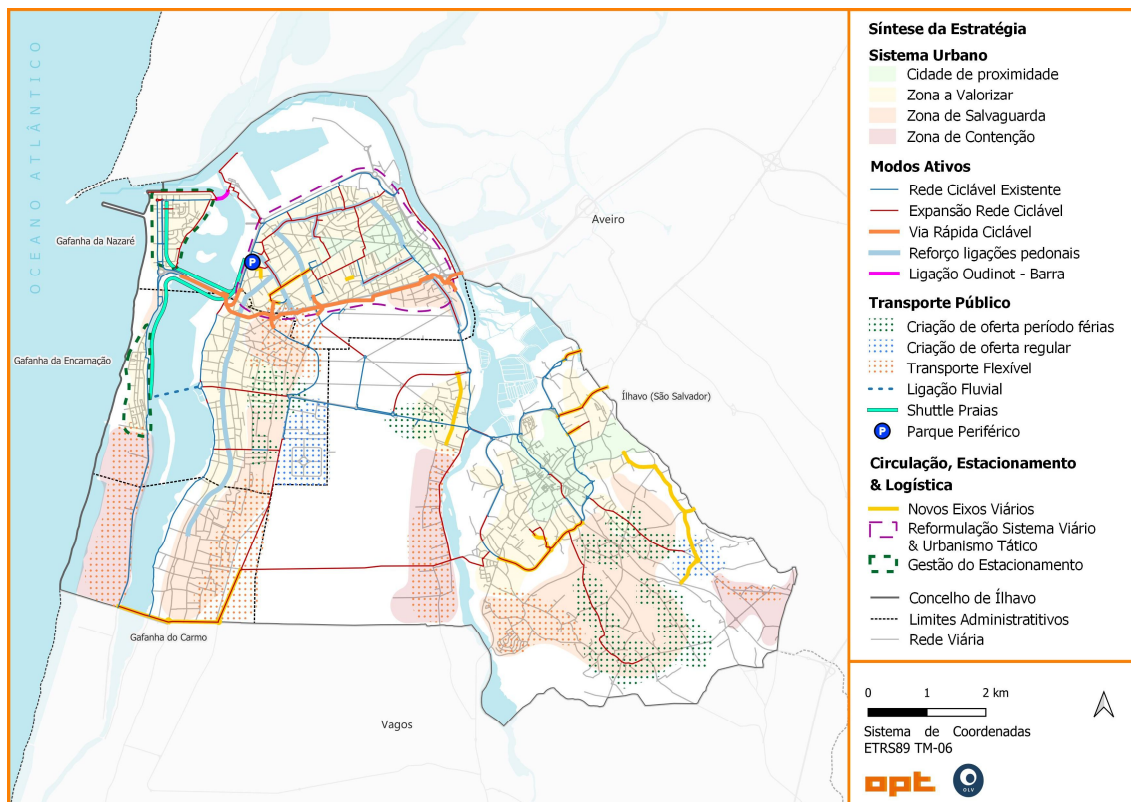 OCEANO ATLÂNTICO
Gafanha da Nazaré
Aveiro
P
Gafanha da Encarnação
Ílhavo (São Salvador)
Gafanha do Carmo
Vagos
Síntese da Estratégia
Sistema Urbano
Cidade de proximidade
Zona a Valorizar
Zona de Salvaguarda
Zona de Contenção
Modos Ativos
Rede Ciclável Existente
Expansão Rede Ciclável
Via Rápida Ciclável
Reforço ligações pedonais
Ligação Oudinot - Barra
Transporte Público
Criação de oferta período férias
Criação de oferta regular
Transporte Flexível
Ligação Fluvial
Shuttle Praias
P Parque Periférico
Circulação, Estacionamento
& Logística
Novos Eixos Viários
Reformulação Sistema Viário
& Urbanismo Tático
Gestão do Estacionamento
Concelho de Ílhavo
Limites Administratitivos
Rede Viária
0 1 2 km
Sistema de Coordenadas
ETRS89 TM-06
opt
OLV